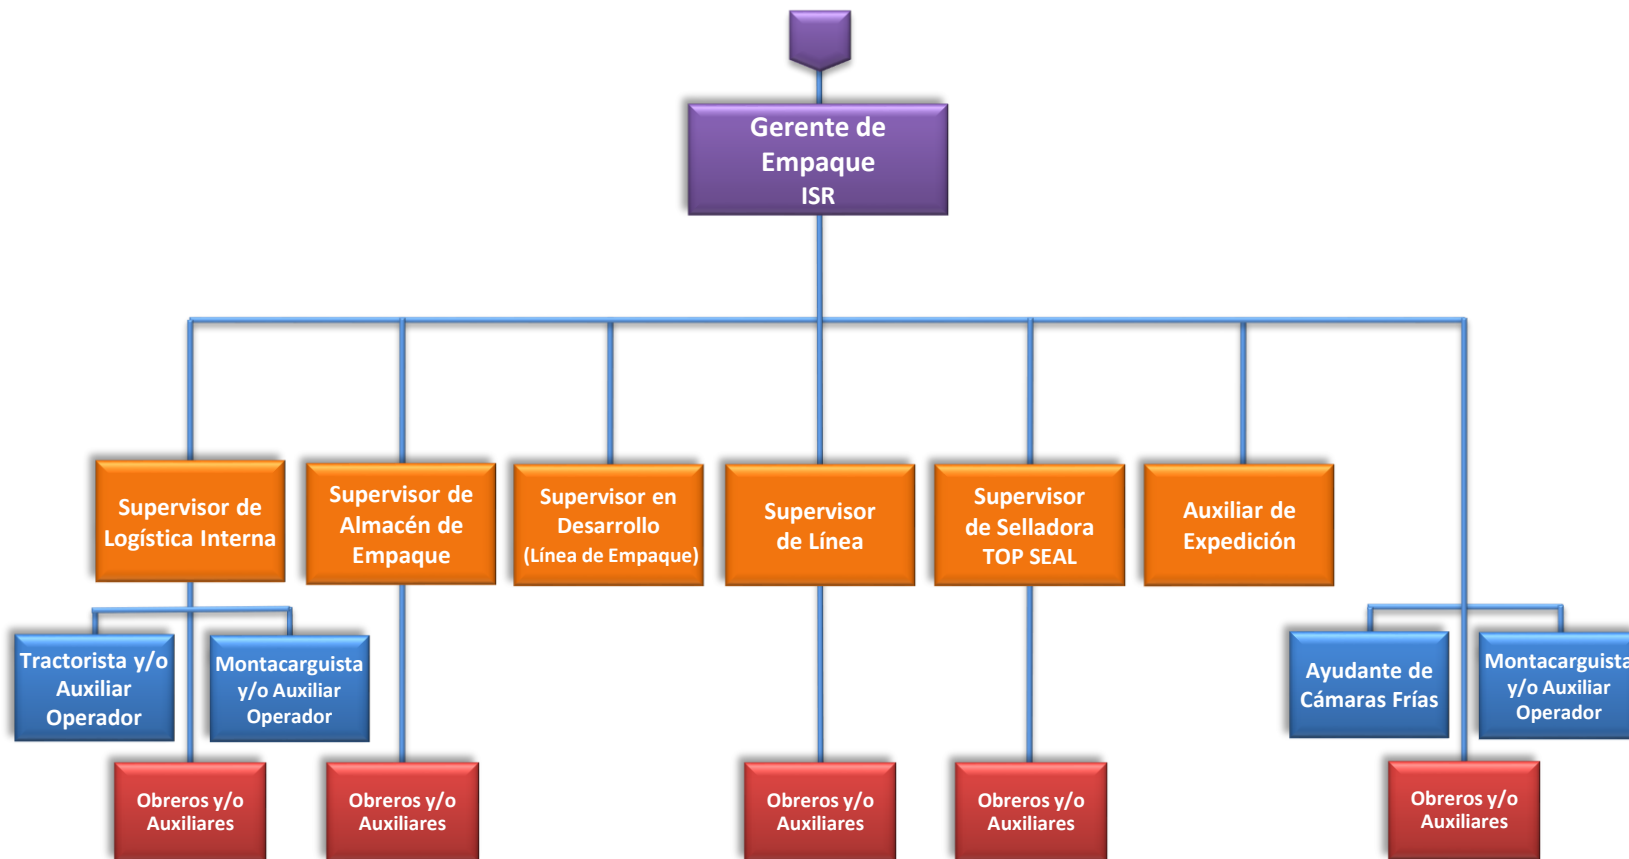 Gerente de
Empaque
ISR
Supervisor de
Logística Interna
Supervisor de
Almacén de
Empaque
Supervisor en
Desarrollo
(Línea de Empaque)
Supervisor
de Línea
Supervisor
de Selladora
TOP SEAL
Auxiliar de
Expedición
Tractorista y/o
Auxiliar
Operador
Montacarguista
y/o Auxiliar
Operador
Ayudante de
Cámaras Frías
Montacarguista
y/o Auxiliar
Operador
Obreros y/o
Auxiliares
Obreros y/o
Auxiliares
Obreros y/o
Auxiliares
Obreros y/o
Auxiliares
Obreros y/o
Auxiliares